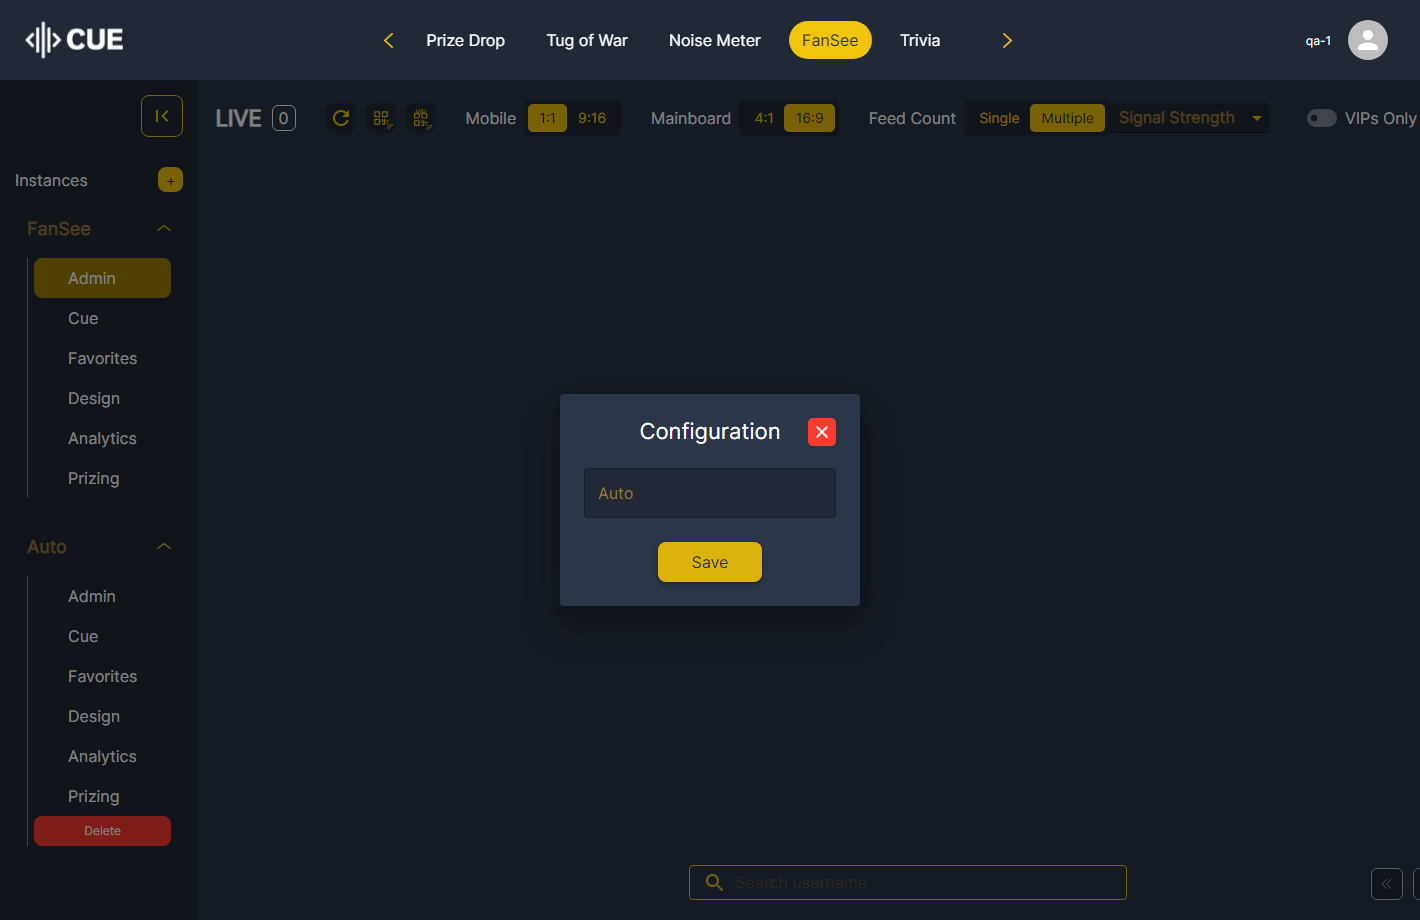 CUE
Prize Drop
Tug of War
Noise Meter
FanSee
Trivia
qa-1
LIVE 0
Mobile 1:1 9:16
Mainboard 4:1 16:9
Feed Count Single Multiple Signal Strength
VIPs Only
Instances +
FanSee
Admin
Cue
Favorites
Design
Analytics
Prizing
Auto
Admin
Cue
Favorites
Design
Analytics
Prizing
Delete
Configuration
Auto
Save
Search username